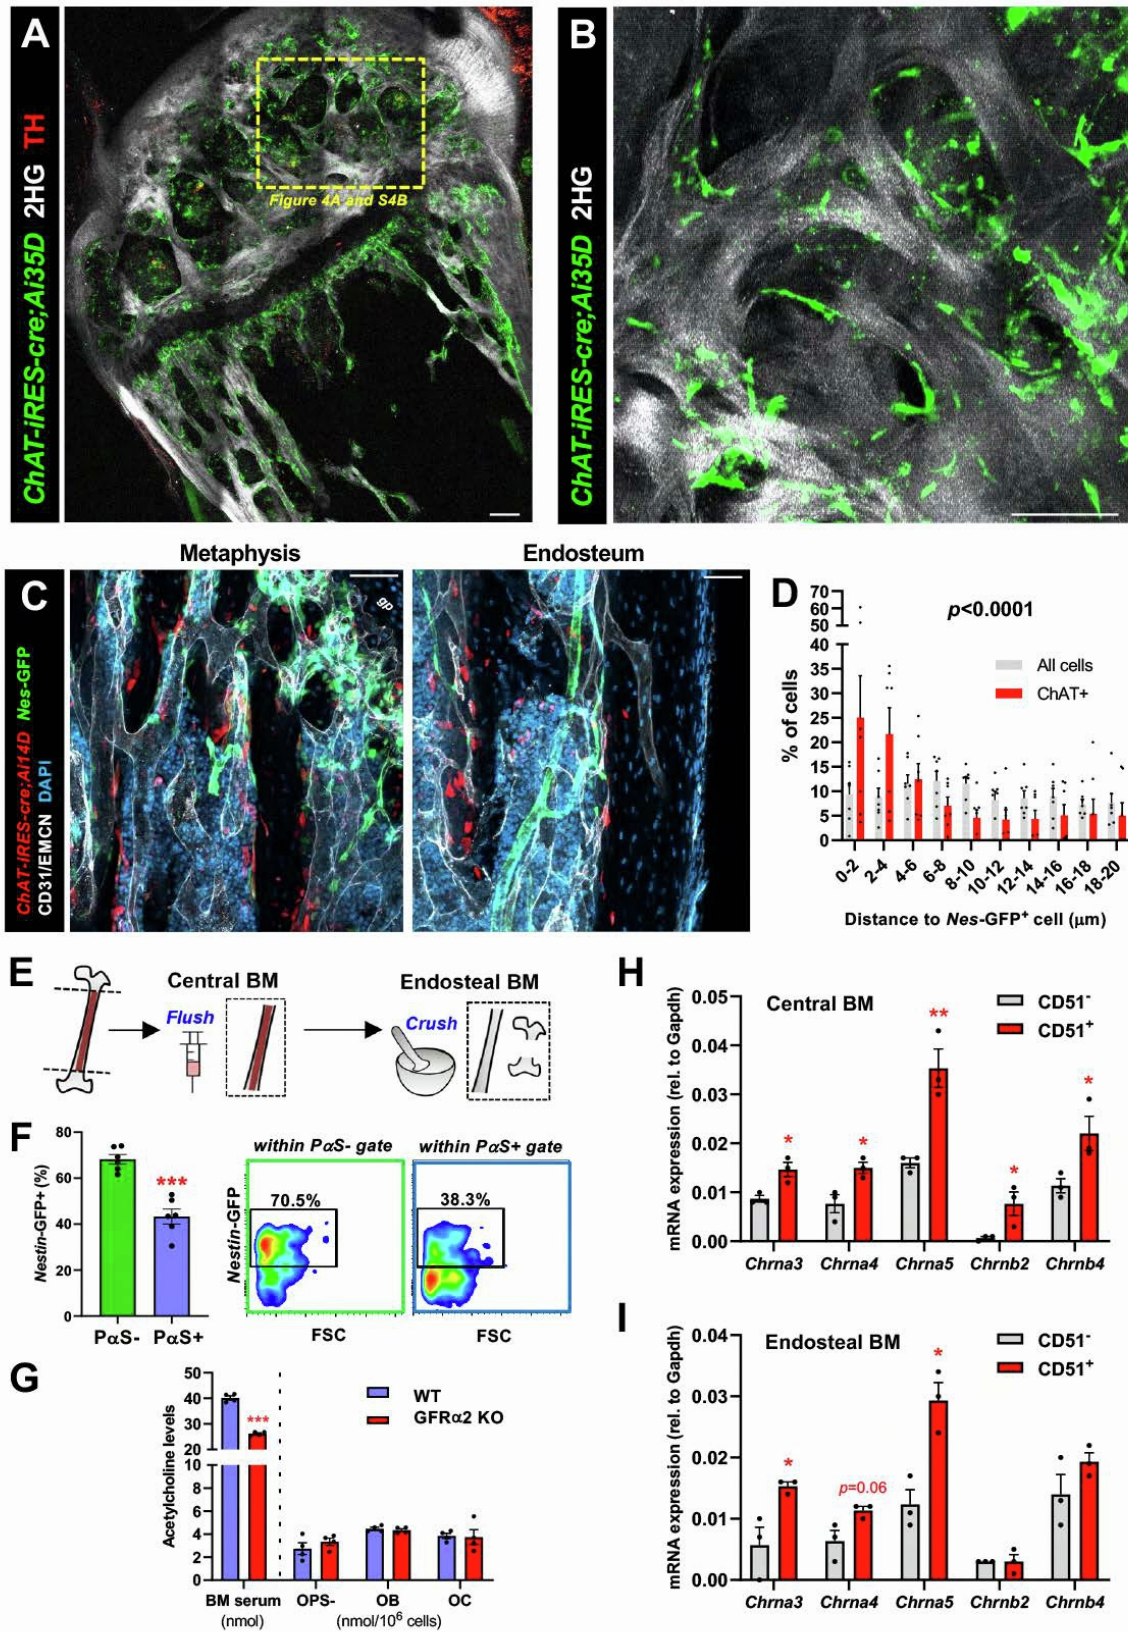 A
ChAT-IRES-cre;Ai35D 2HG TH
Figure 4A and S4B
B
ChAT-iRES-cre;Ai35D 2HG
Metaphysis
Endosteum
C
ChAT-IRES-cre;Ai14D Nes-GFP
CD31/EMCN DAPI
gp
D
p<0.0001
All cells
ChAT+
% of cells
70
60
50
40
35
30
25
20
15
10
5
0
0-2
2-4
4-6
6-8
8-10
10-12
12-14
14-16
16-18
18-20
Distance to Nes-GFP⁺ cell (μm)
E
Central BM
Flush
Endosteal BM
Crush
F
Nestin-GFP+ (%)
80
60
40
20
0
***
PαS-
PαS+
within PαS- gate
within PαS+ gate
Nestin-GFP
70.5%
38.3%
FSC
FSC
G
Acetylcholine levels
50
40
30
20
10
8
6
4
2
0
***
WT
GFRα2 KO
BM serum
OPS-
OB
OC
(nmol)
(nmol/10⁶ cells)
H
Central BM
CD51⁻
CD51⁺
mRNA expression (rel. to Gapdh)
0.05
0.04
0.03
0.02
0.01
0.00
*
*
**
*
*
Chrna3
Chrna4
Chrna5
Chrnb2
Chrnb4
I
Endosteal BM
CD51⁻
CD51⁺
mRNA expression (rel. to Gapdh)
0.04
0.03
0.02
0.01
0.00
*
p=0.06
*
Chrna3
Chrna4
Chrna5
Chrnb2
Chrnb4